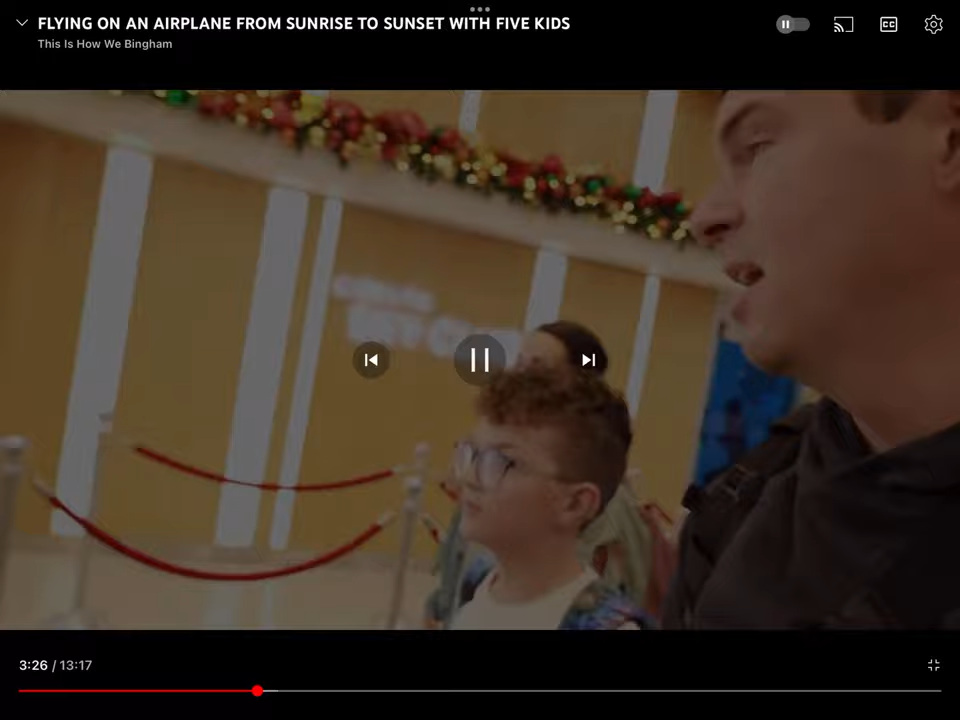 FLYING ON AN AIRPLANE FROM SUNRISE TO SUNSET WITH FIVE KIDS
This Is How We Bingham
CC
3:26 / 13:17